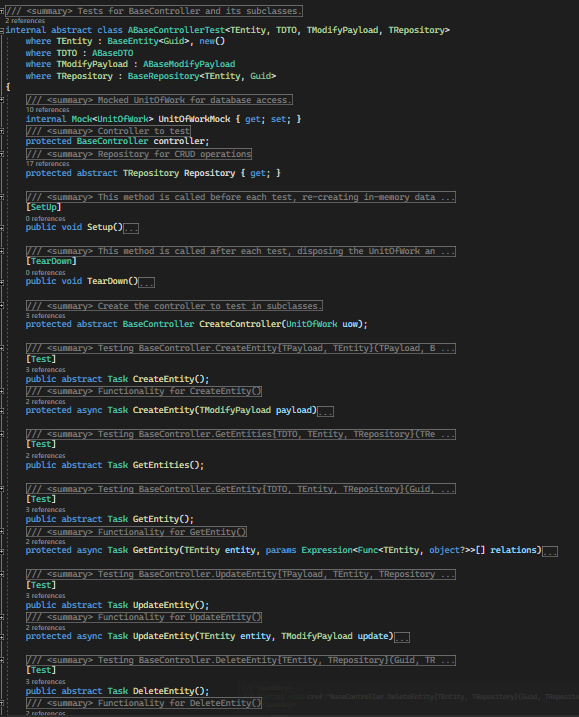 /// <summary> Tests for BaseController and its subclasses.
2 references
internal abstract class ABaseControllerTest<TEntity, TDTO, TModifyPayload, TRepository>
where TEntity : BaseEntity<Guid>, new()
where TDTO : ABaseDTO
where TModifyPayload : ABaseModifyPayload
where TRepository : BaseRepository<TEntity, Guid>
{
/// <summary> Mocked UnitOfWork for database access.
10 references
internal Mock<UnitOfWork> UnitOfWorkMock { get; set; }
/// <summary> Controller to test
protected BaseController controller;
/// <summary> Repository for CRUD operations
17 references
protected abstract TRepository Repository { get; }
/// <summary> This method is called before each test, re-creating in-memory data ...
[SetUp]
0 references
public void Setup()...
/// <summary> This method is called after each test, disposing the UnitOfWork an ...
[TearDown]
0 references
public void TearDown()...
/// <summary> Create the controller to test in subclasses.
3 references
protected abstract BaseController CreateController(UnitOfWork uow);
/// <summary> Testing BaseController.CreateEntity{TPayload, TEntity}(TPayload, B ...
[Test]
3 references
public abstract Task CreateEntity();
/// <summary> Functionality for CreateEntity()
2 references
protected async Task CreateEntity(TModifyPayload payload)...
/// <summary> Testing BaseController.GetEntities{TDTO, TEntity, TRepository}(TRe ...
[Test]
2 references
public abstract Task GetEntities();
/// <summary> Testing BaseController.GetEntity{TDTO, TEntity, TRepository}(Guid, ...
[Test]
3 references
public abstract Task GetEntity();
/// <summary> Functionality for GetEntity()
2 references
protected async Task GetEntity(TEntity entity, params Expression<Func<TEntity, object?>>[] relations)...
/// <summary> Testing BaseController.UpdateEntity{TPayload, TEntity, TRepository ...
[Test]
3 references
public abstract Task UpdateEntity();
/// <summary> Functionality for UpdateEntity()
2 references
protected async Task UpdateEntity(TEntity entity, TModifyPayload update)...
/// <summary> Testing BaseController.DeleteEntity{TEntity, TRepository}(Guid, TR ...
[Test]
3 references
public abstract Task DeleteEntity();
/// <summary> Functionality for DeleteEntity()
2 references